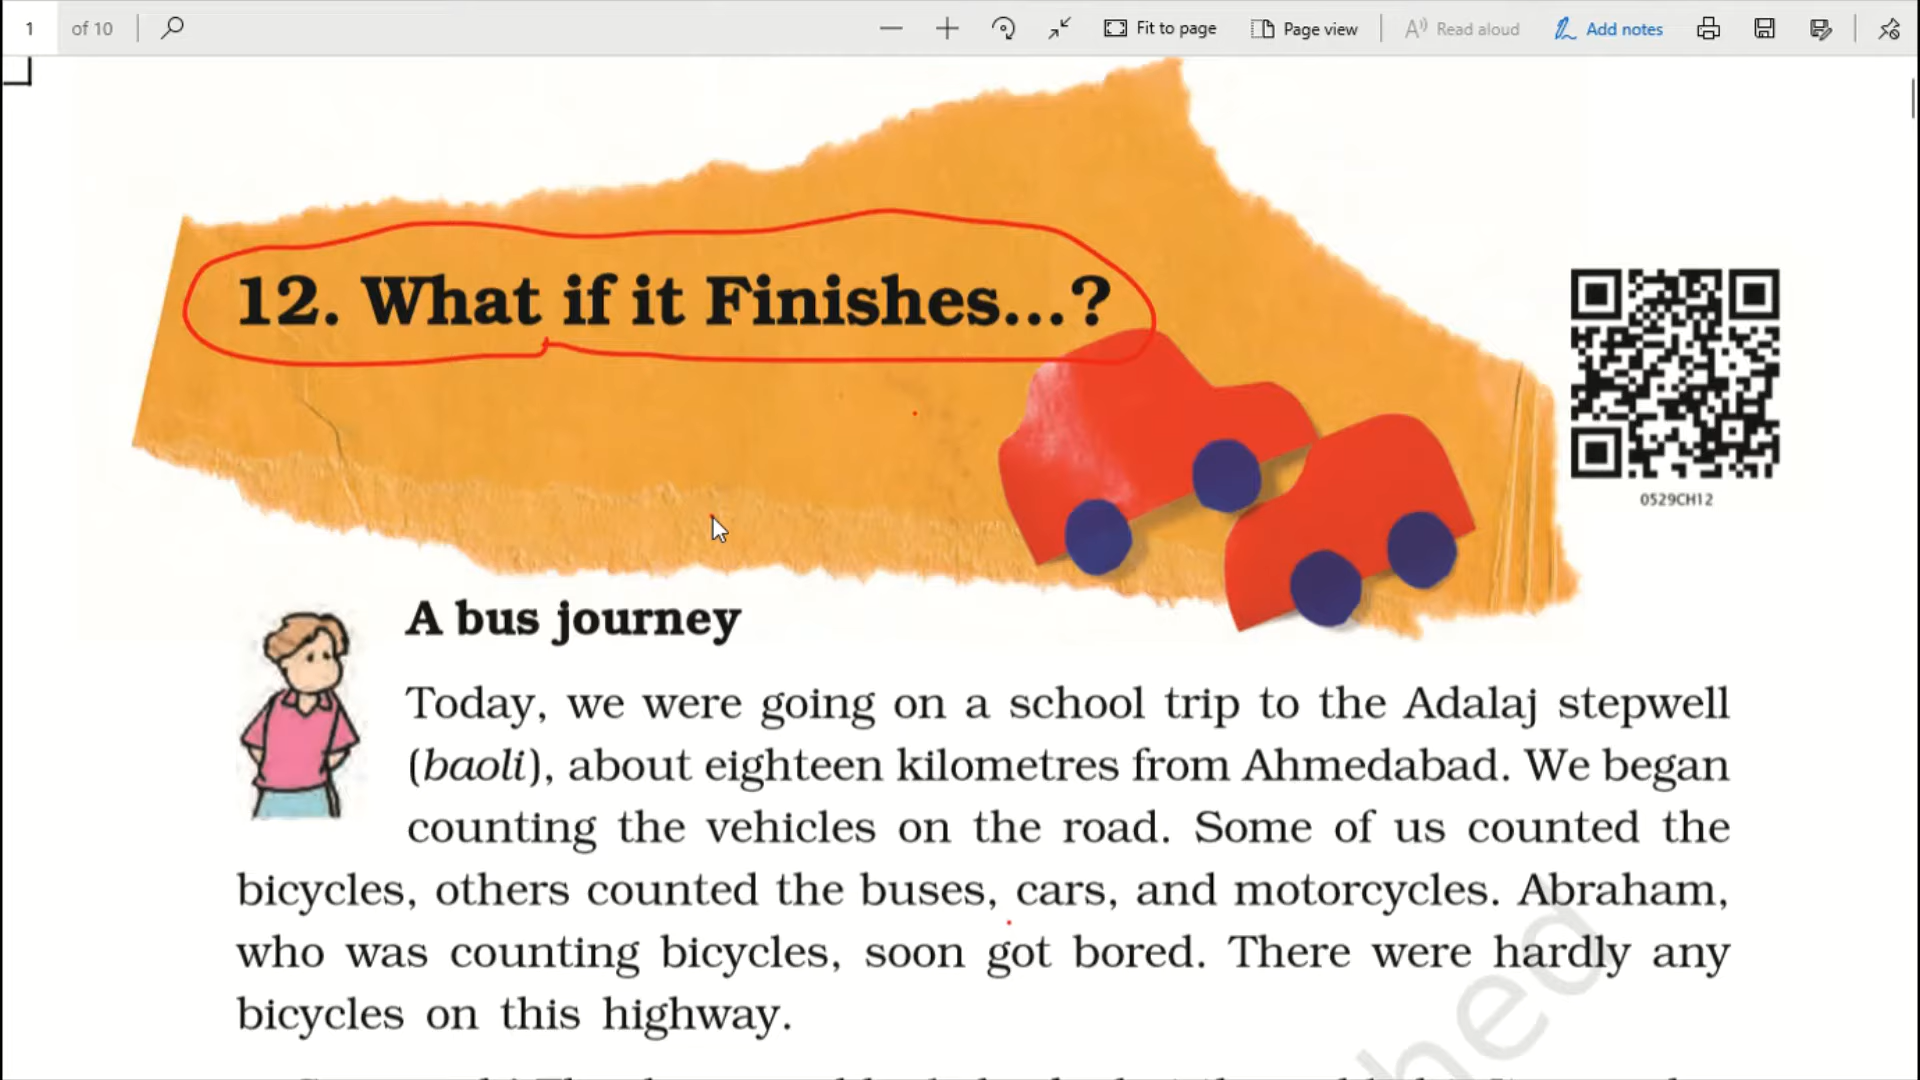 1 of 10 Fit to page Page view Read aloud Add notes
12. What if it Finishes...?
0529CH12
A bus journey
Today, we were going on a school trip to the Adalaj stepwell
(baoli), about eighteen kilometres from Ahmedabad. We began
counting the vehicles on the road. Some of us counted the
bicycles, others counted the buses, cars, and motorcycles. Abraham,
who was counting bicycles, soon got bored. There were hardly any
bicycles on this highway.
hed